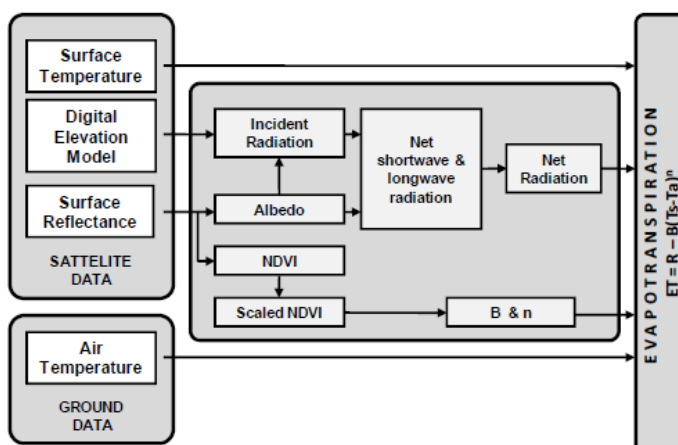 Surface
Temperature
Digital
Elevation
Model
Surface
Reflectance
SATTELITE
DATA
Incident
Radiation
Albedo
NDVI
Scaled NDVI
Net
shortwave &
longwave
radiation
Net
Radiation
B & n
Air
Temperature
GROUND
DATA
EVAPOTRANSPIRATION
ET = R – B(Ts-Ta)ⁿ